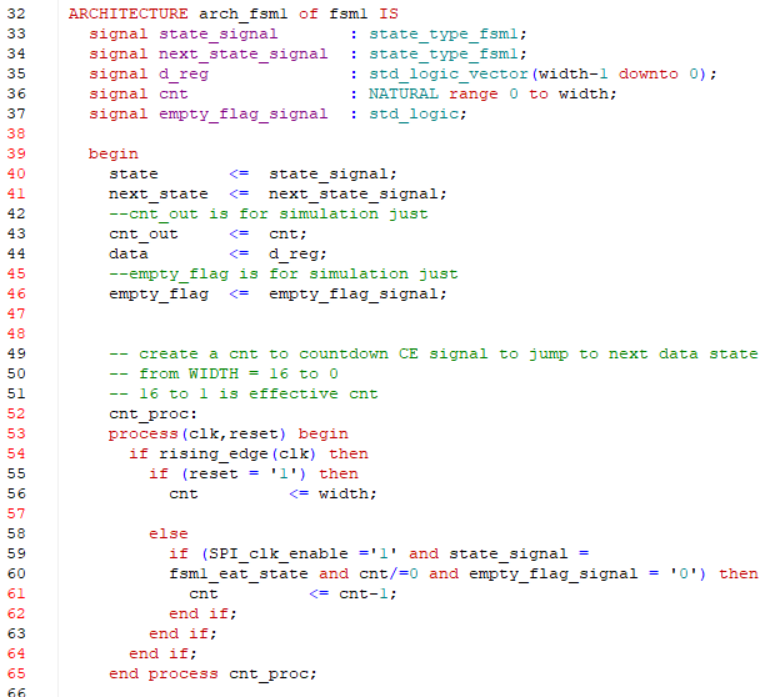 32 ARCHITECTURE arch_fsm1 of fsm1 IS
33 signal state_signal : state_type_fsm1;
34 signal next_state_signal : state_type_fsm1;
35 signal d_reg : std_logic_vector(width-1 downto 0);
36 signal cnt : NATURAL range 0 to width;
37 signal empty_flag_signal : std_logic;
38
39 begin
40 state <= state_signal;
41 next_state <= next_state_signal;
42 --cnt_out is for simulation just
43 cnt_out <= cnt;
44 data <= d_reg;
45 --empty_flag is for simulation just
46 empty_flag <= empty_flag_signal;
47
48
49 -- create a cnt to countdown CE signal to jump to next data state
50 -- from WIDTH = 16 to 0
51 -- 16 to 1 is effective cnt
52 cnt_proc:
53 process(clk,reset) begin
54 if rising_edge(clk) then
55 if (reset = '1') then
56 cnt <= width;
57
58 else
59 if (SPI_clk_enable ='1' and state_signal =
60 fsm1_eat_state and cnt/=0 and empty_flag_signal = '0') then
61 cnt <= cnt-1;
62 end if;
63 end if;
64 end if;
65 end process cnt_proc;
66